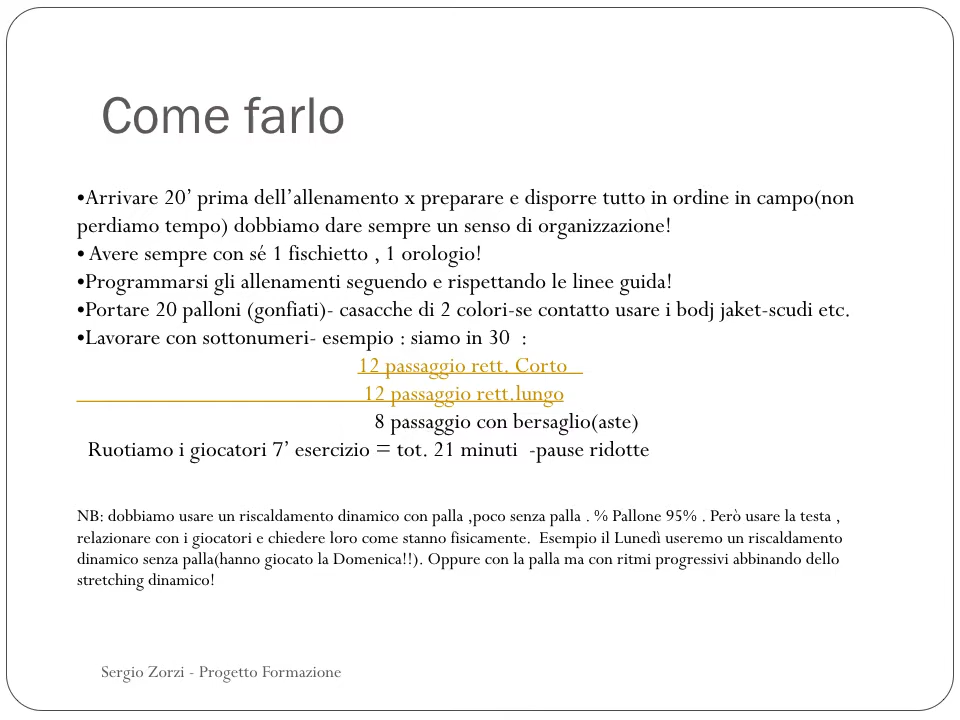 Come farlo
•Arrivare 20’ prima dell’allenamento x preparare e disporre tutto in ordine in campo(non
perdiamo tempo) dobbiamo dare sempre un senso di organizzazione!
• Avere sempre con sé 1 fischietto , 1 orologio!
•Programmarsi gli allenamenti seguendo e rispettando le linee guida!
•Portare 20 palloni (gonfiati)- casacche di 2 colori-se contatto usare i bodj jaket-scudi etc.
•Lavorare con sottonumeri- esempio : siamo in 30  :
12 passaggio rett. Corto
12 passaggio rett.lungo
8 passaggio con bersaglio(aste)
Ruotiamo i giocatori 7’ esercizio = tot. 21 minuti  -pause ridotte
NB: dobbiamo usare un riscaldamento dinamico con palla ,poco senza palla . % Pallone 95% . Però usare la testa ,
relazionare con i giocatori e chiedere loro come stanno fisicamente.  Esempio il Lunedì useremo un riscaldamento
dinamico senza palla(hanno giocato la Domenica!!). Oppure con la palla ma con ritmi progressivi abbinando dello
stretching dinamico!
Sergio Zorzi - Progetto Formazione